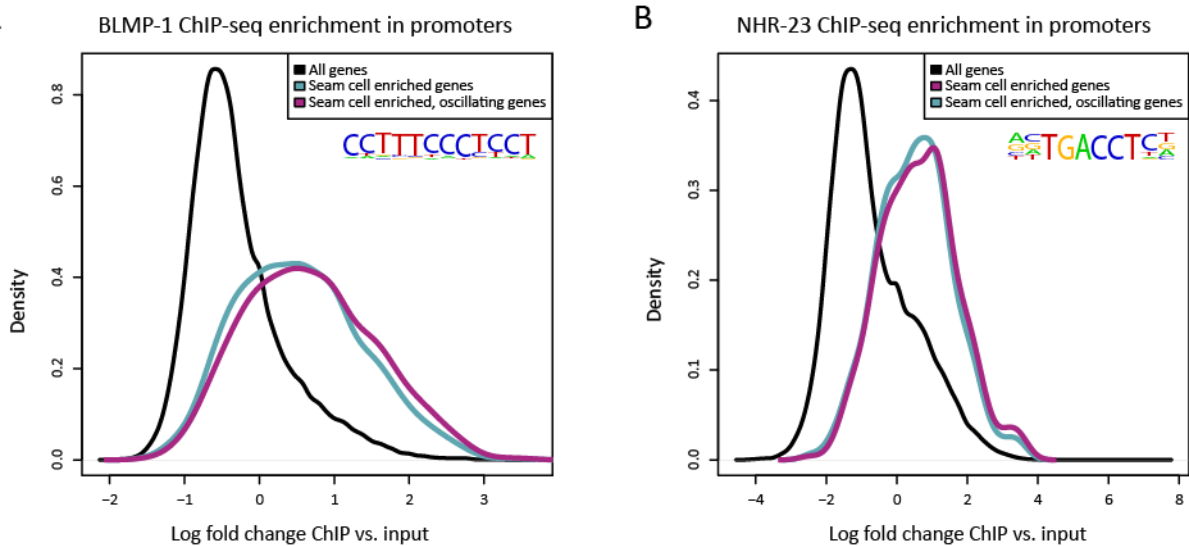 BLMP-1 ChIP-seq enrichment in promoters
All genes
Seam cell enriched genes
Seam cell enriched, oscillating genes
CCTTTCCCTCCT
Density
0.0
0.2
0.4
0.6
0.8
−2
−1
0
1
2
3
Log fold change ChIP vs. input
B
NHR-23 ChIP-seq enrichment in promoters
All genes
Seam cell enriched genes
Seam cell enriched, oscillating genes
TGACCT
Density
0.0
0.1
0.2
0.3
0.4
−4
−2
0
2
4
6
8
Log fold change ChIP vs. input